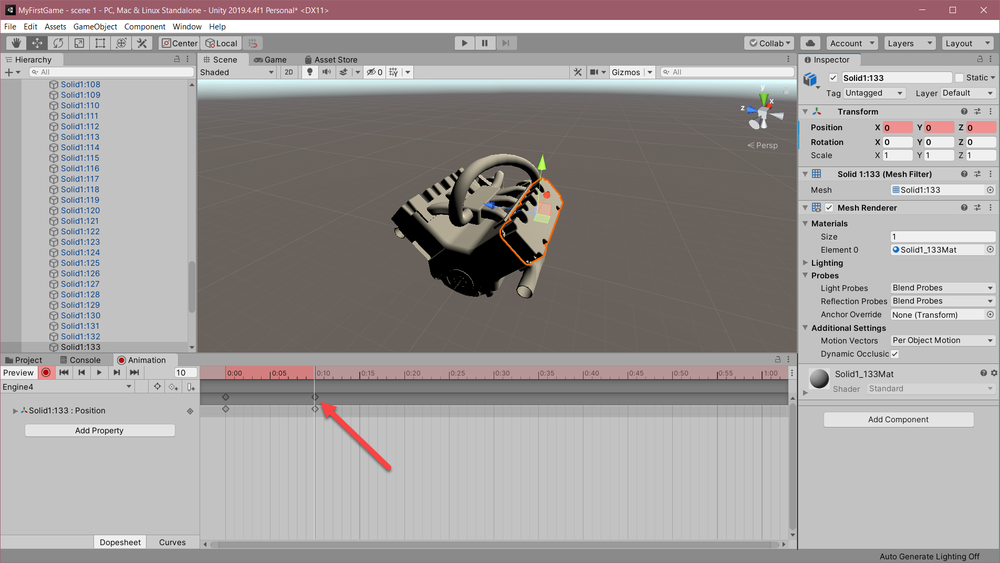 MyFirstGame - scene 1 - PC, Mac & Linux Standalone - Unity 2019.4.4f1 Personal* <DX11>
File Edit Assets GameObject Component Window Help
Center Local Collab Account Layers Layout
Hierarchy
All
Solid1:108
Solid1:109
Solid1:110
Solid1:111
Solid1:112
Solid1:113
Solid1:114
Solid1:115
Solid1:116
Solid1:117
Solid1:118
Solid1:119
Solid1:120
Solid1:121
Solid1:122
Solid1:123
Solid1:124
Solid1:125
Solid1:126
Solid1:127
Solid1:128
Solid1:129
Solid1:130
Solid1:131
Solid1:132
Solid1:133
Scene Game Asset Store
Shaded 2D 0 Gizmos All
y
x
z
Persp
Inspector
Solid1:133 Static
Tag Untagged Layer Default
Transform
Position X 0 Y 0 Z 0
Rotation X 0 Y 0 Z 0
Scale X 1 Y 1 Z 1
Solid 1:133 (Mesh Filter)
Mesh Solid1:133
Mesh Renderer
Materials
Size 1
Element 0 Solid1_133Mat
Lighting
Probes
Light Probes Blend Probes
Reflection Probes Blend Probes
Anchor Override None (Transform)
Additional Settings
Motion Vectors Per Object Motion
Dynamic Occlusic
Solid1_133Mat
Shader Standard
Add Component
Project Console Animation
Preview 10
0:00 0:05 0:10 0:15 0:20 0:25 0:30 0:35 0:40 0:45 0:50 0:55 1:00
Engine4
Solid1:133 : Position
Add Property
Dopesheet Curves
Auto Generate Lighting Off